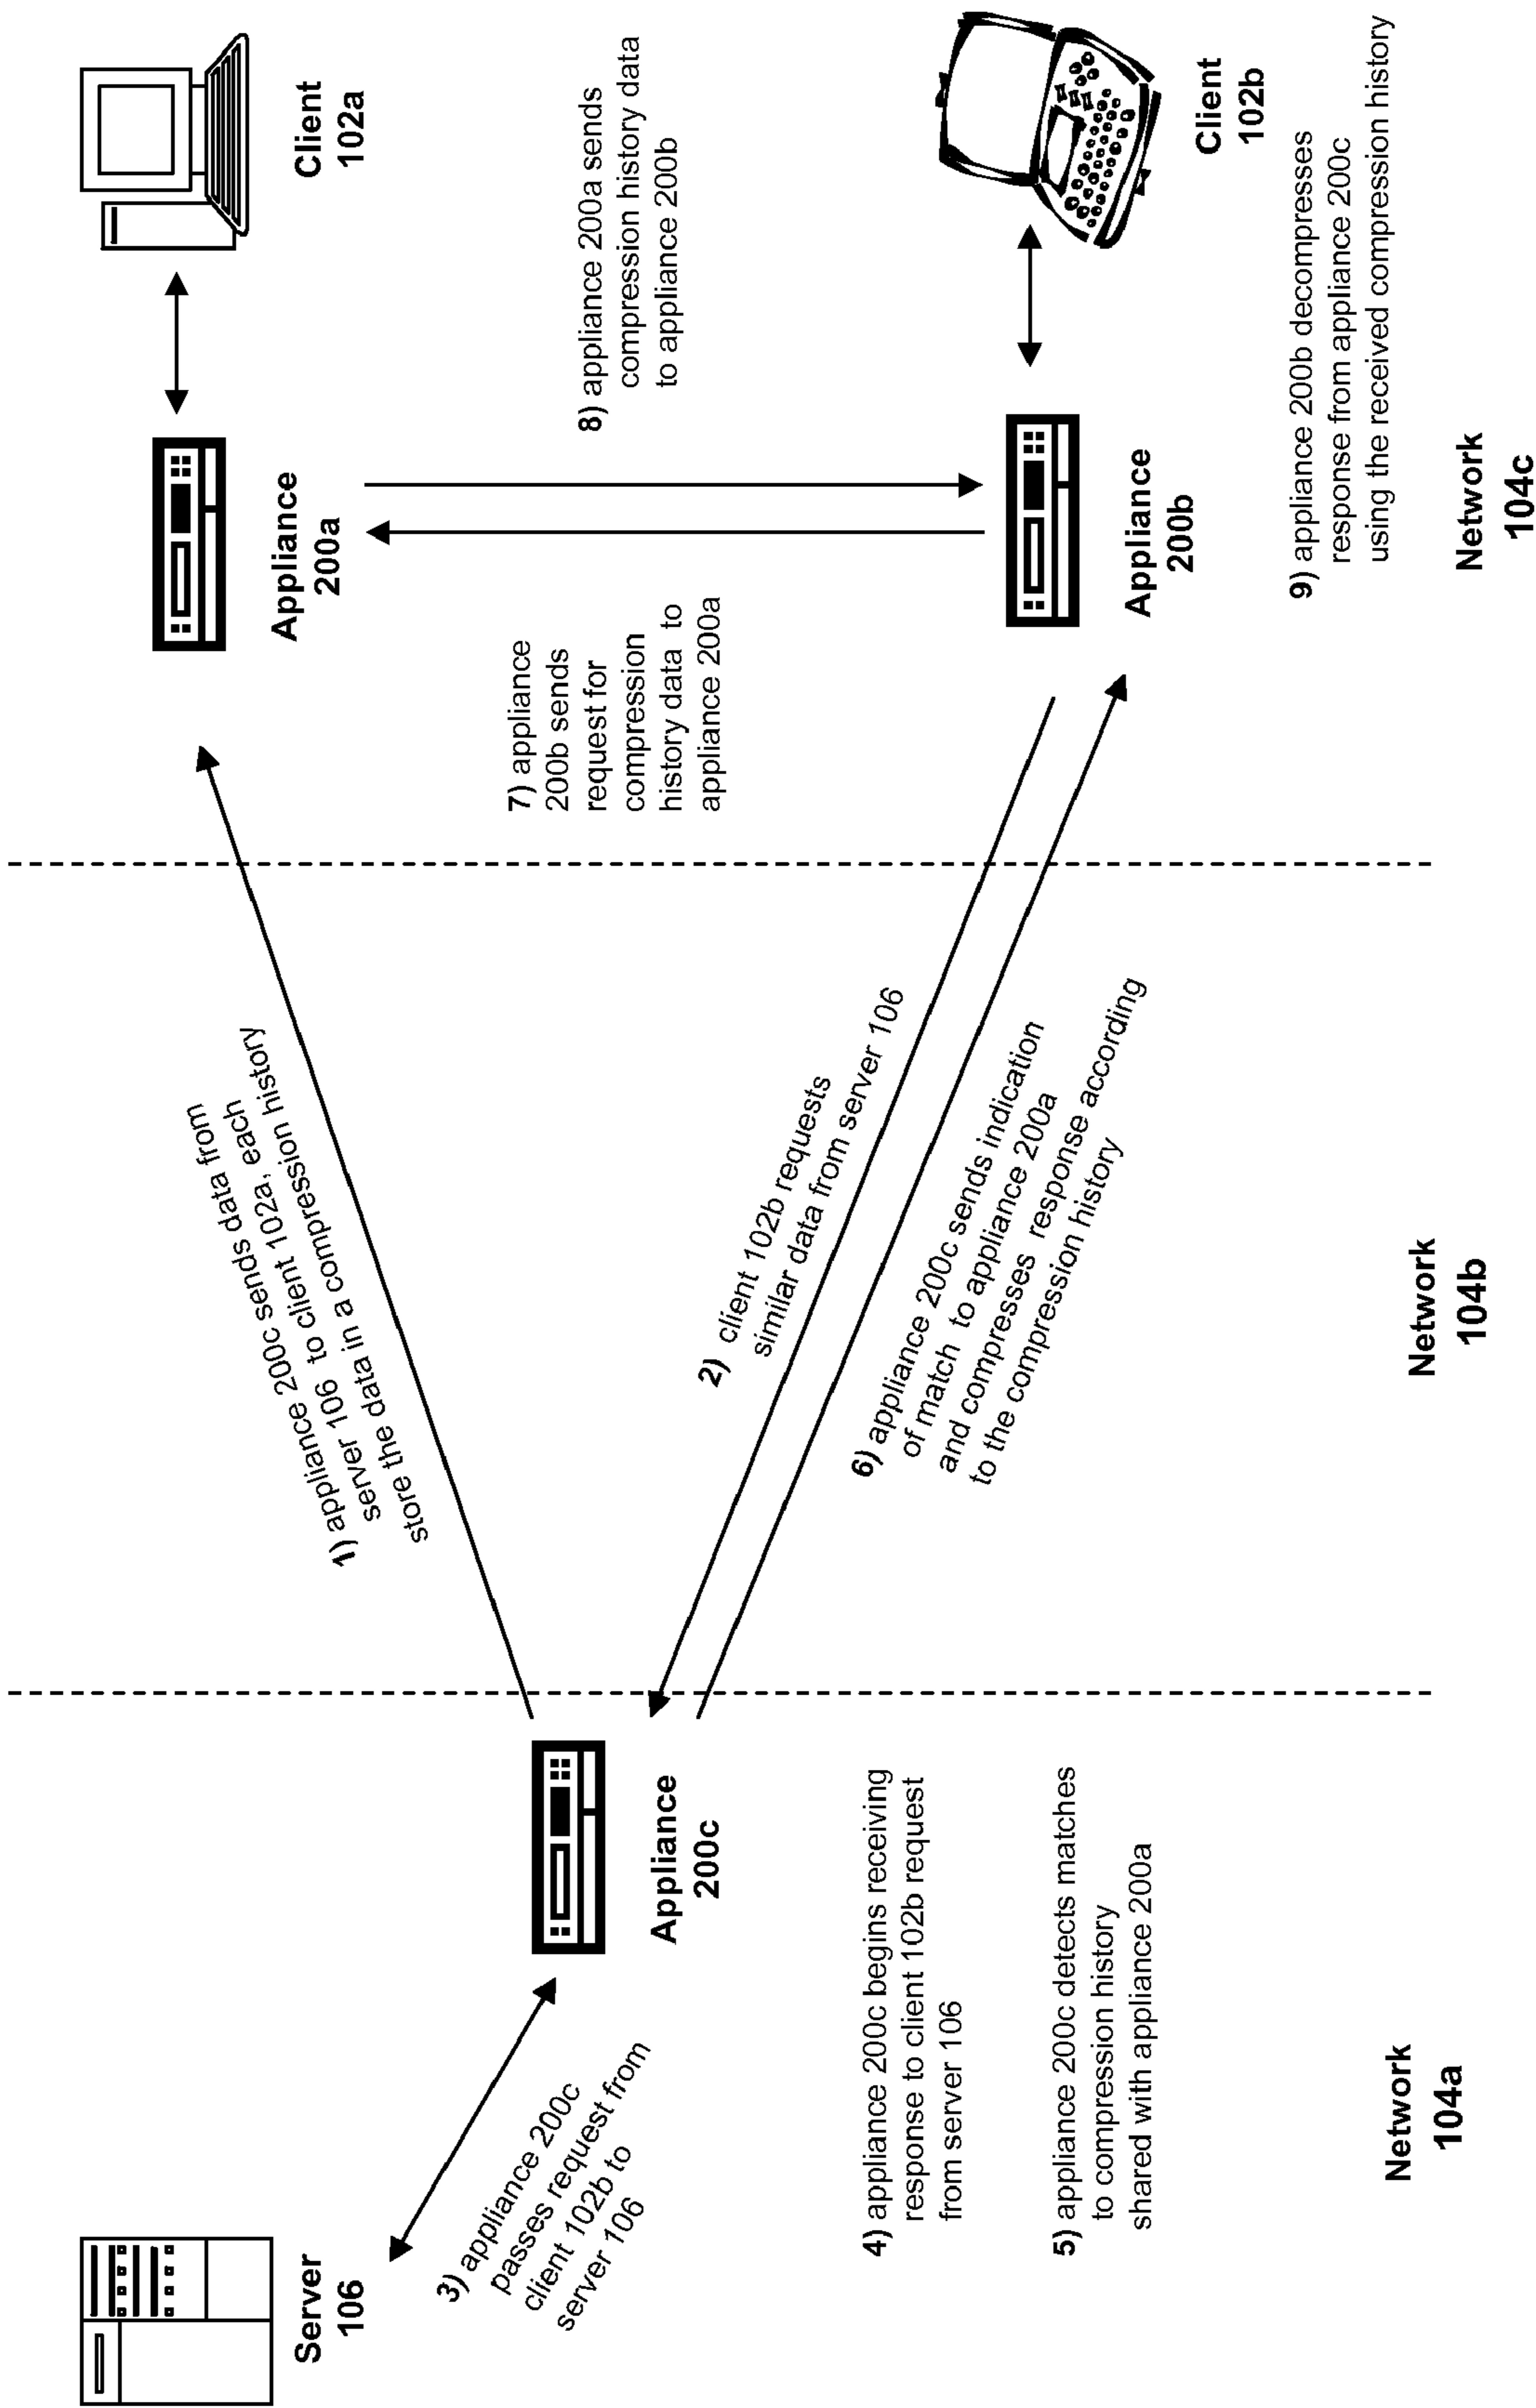 Server
106
3) appliance 200c
passes request from
client 102b to
server 106
Appliance
200c
4) appliance 200c begins receiving
response to client 102b request
from server 106
5) appliance 200c detects matches
to compression history
shared with appliance 200a
Network
104a
1) appliance 200c sends data from
server 106 to client 102a, each
store the data in a compression history
2) client 102b requests
similar data from server 106
6) appliance 200c sends indication
of match to appliance 200a
and compresses response according
to the compression history
Network
104b
Appliance
200a
Client
102a
7) appliance
200b sends
request for
compression
history data to
appliance 200a
8) appliance 200a sends
compression history data
to appliance 200b
Appliance
200b
Client
102b
9) appliance 200b decompresses
response from appliance 200c
using the received compression history
Network
104c